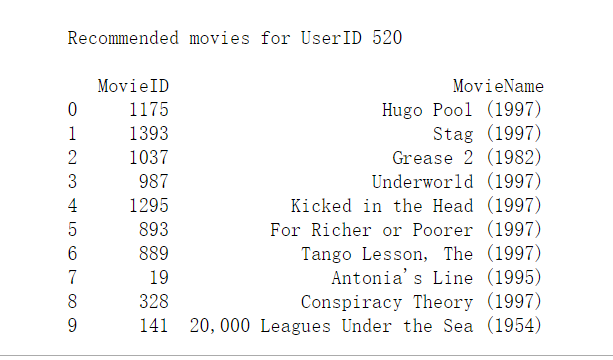 Recommended movies for UserID 520
MovieID MovieName
0 1175 Hugo Pool (1997)
1 1393 Stag (1997)
2 1037 Grease 2 (1982)
3 987 Underworld (1997)
4 1295 Kicked in the Head (1997)
5 893 For Richer or Poorer (1997)
6 889 Tango Lesson, The (1997)
7 19 Antonia's Line (1995)
8 328 Conspiracy Theory (1997)
9 141 20,000 Leagues Under the Sea (1954)